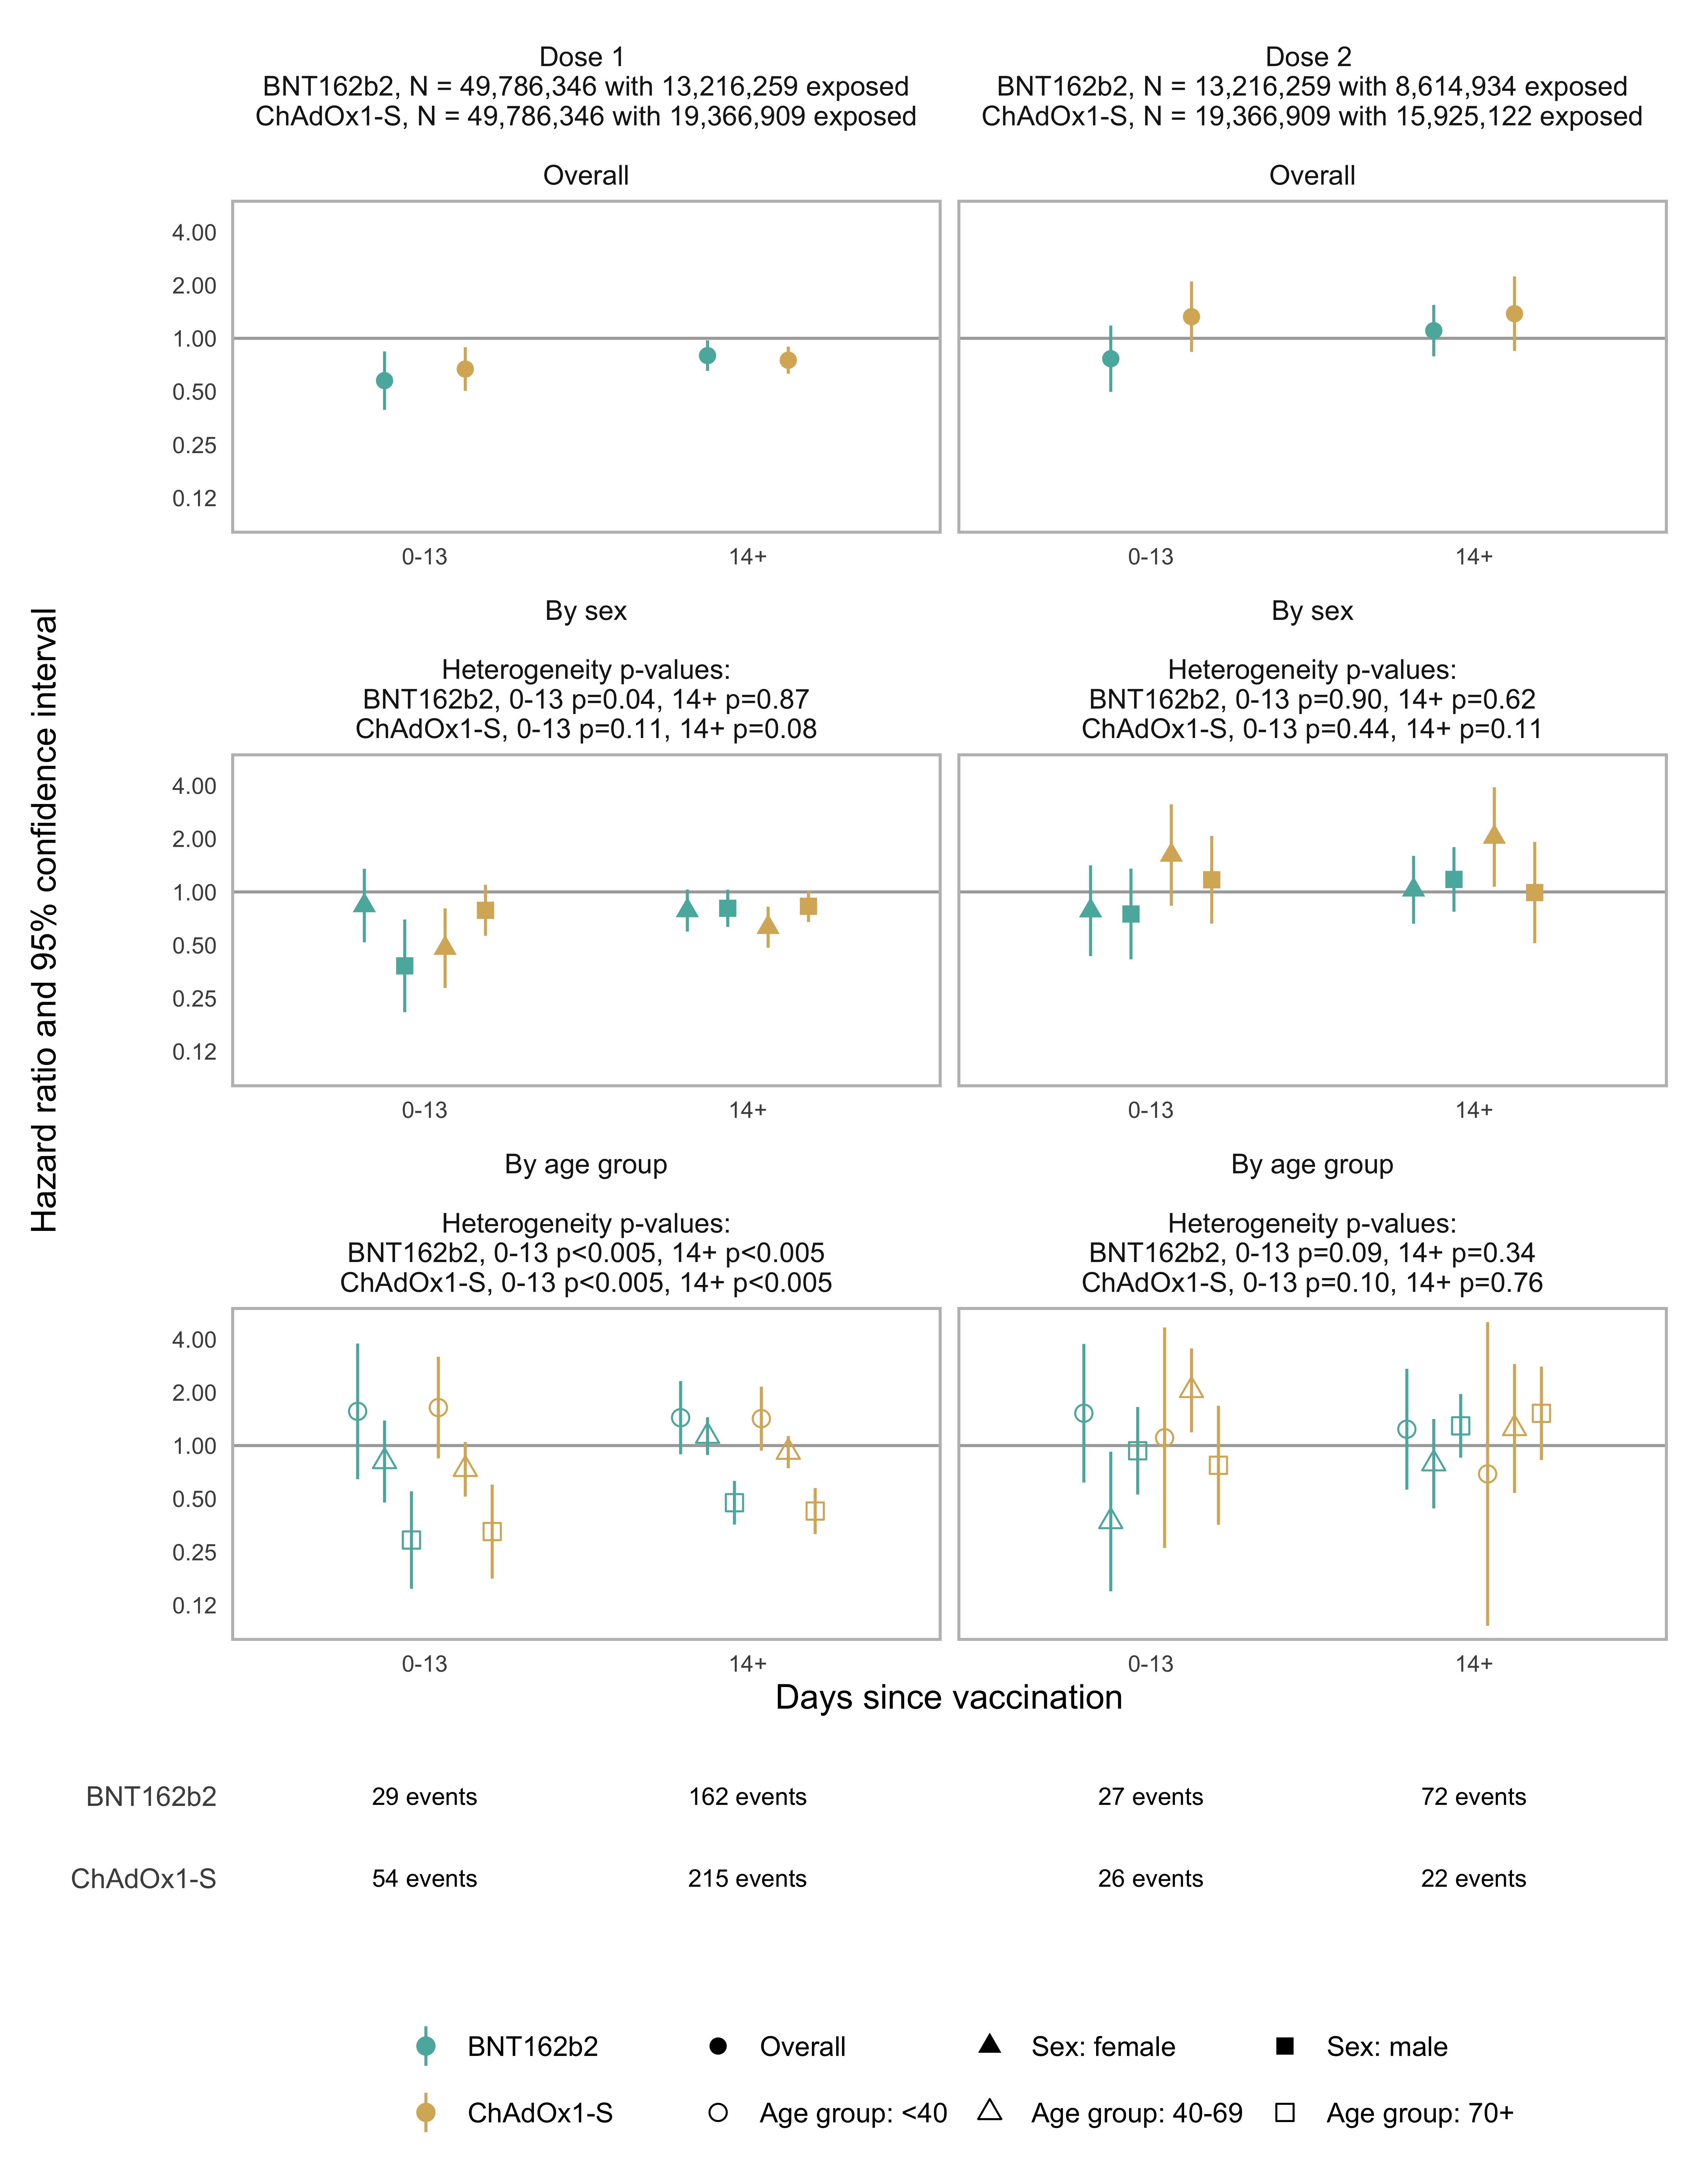 Dose 1
BNT162b2, N = 49,786,346 with 13,216,259 exposed
ChAdOx1-S, N = 49,786,346 with 19,366,909 exposed
Dose 2
BNT162b2, N = 13,216,259 with 8,614,934 exposed
ChAdOx1-S, N = 19,366,909 with 15,925,122 exposed
Hazard ratio and 95% confidence interval
Overall
Overall
4.00
2.00
1.00
0.50
0.25
0.12
0-13
14+
0-13
14+
By sex
Heterogeneity p-values:
BNT162b2, 0-13 p=0.04, 14+ p=0.87
ChAdOx1-S, 0-13 p=0.11, 14+ p=0.08
By sex
Heterogeneity p-values:
BNT162b2, 0-13 p=0.90, 14+ p=0.62
ChAdOx1-S, 0-13 p=0.44, 14+ p=0.11
4.00
2.00
1.00
0.50
0.25
0.12
0-13
14+
0-13
14+
By age group
Heterogeneity p-values:
BNT162b2, 0-13 p<0.005, 14+ p<0.005
ChAdOx1-S, 0-13 p<0.005, 14+ p<0.005
By age group
Heterogeneity p-values:
BNT162b2, 0-13 p=0.09, 14+ p=0.34
ChAdOx1-S, 0-13 p=0.10, 14+ p=0.76
4.00
2.00
1.00
0.50
0.25
0.12
0-13
14+
0-13
14+
Days since vaccination
BNT162b2 29 events 162 events 27 events 72 events
ChAdOx1-S 54 events 215 events 26 events 22 events
BNT162b2 Overall Sex: female Sex: male
ChAdOx1-S Age group: <40 Age group: 40-69 Age group: 70+